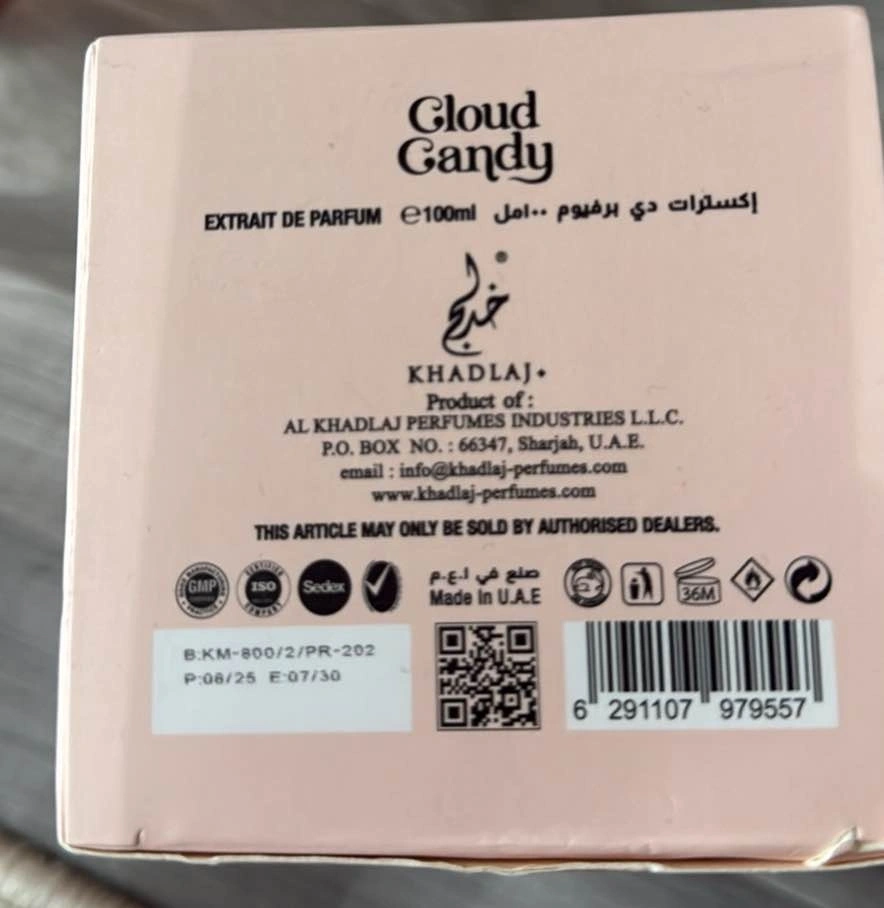 Cloud
Candy
EXTRAIT DE PARFUM ℮100ml إكسترات دي برفيوم ١٠٠مل
خدلج
®
KHADLAJ
Product of :
AL KHADLAJ PERFUMES INDUSTRIES L.L.C.
P.O. BOX NO. : 66347, Sharjah, U.A.E.
email : info@khadlaj-perfumes.com
www.khadlaj-perfumes.com
THIS ARTICLE MAY ONLY BE SOLD BY AUTHORISED DEALERS.
GMP
CERTIFIED
ISO
COMPANY
Sedex
صنع في ا.ع.م
Made In U.A.E
36M
B:KM-800/2/PR-202
P:08/25 E:07/30
6 291107 979557